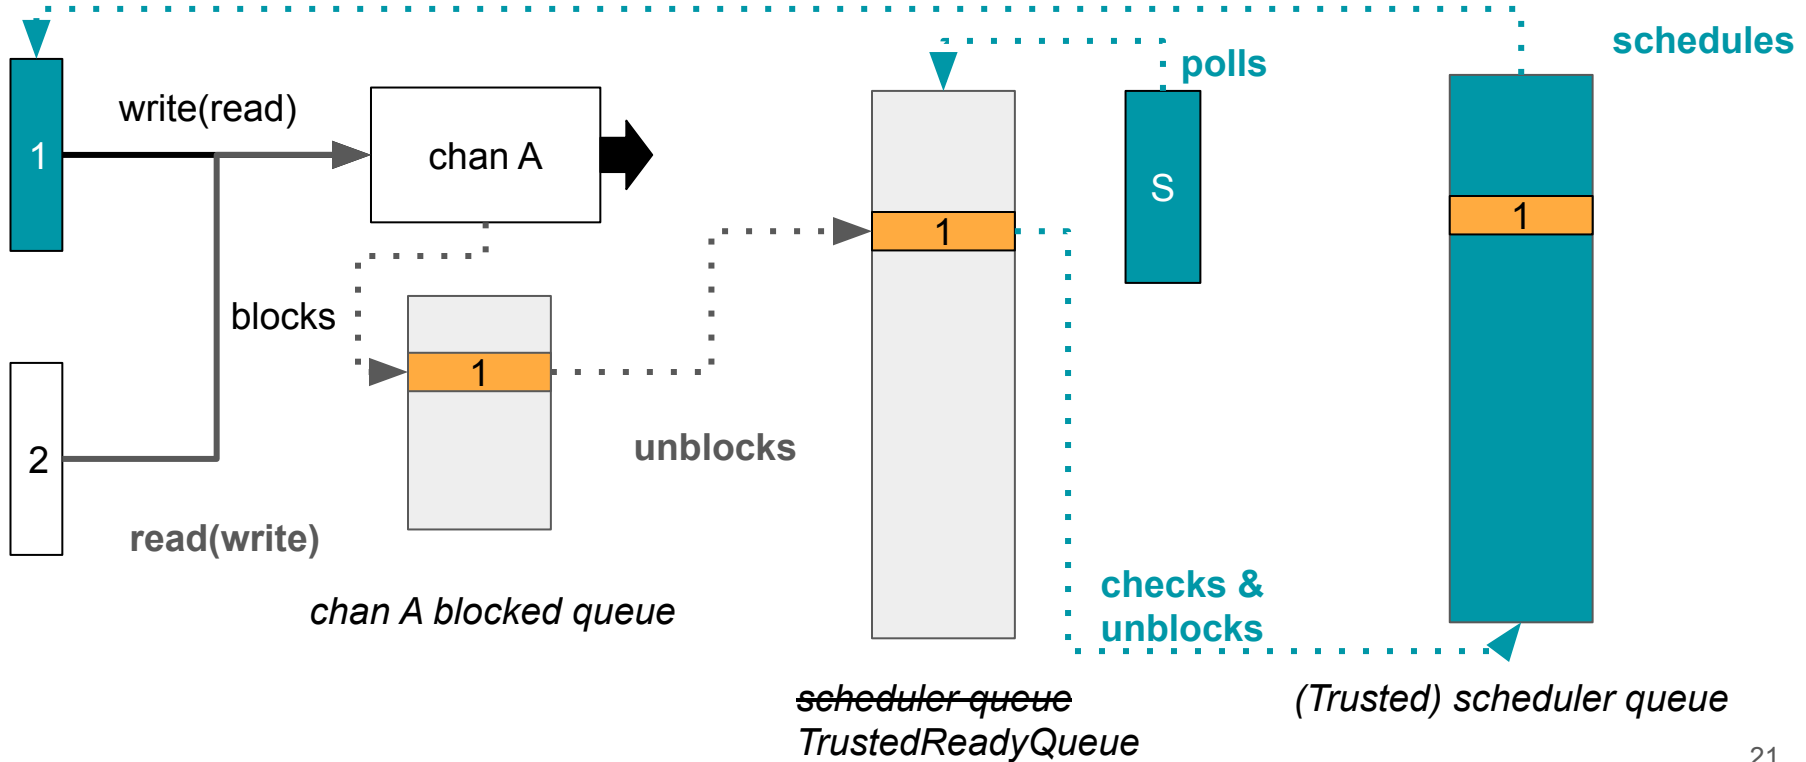 schedules
polls
write(read)
1
chan A
S
1
1
blocks
1
unblocks
2
read(write)
checks &
unblocks
chan A blocked queue
scheduler queue
TrustedReadyQueue
(Trusted) scheduler queue
21